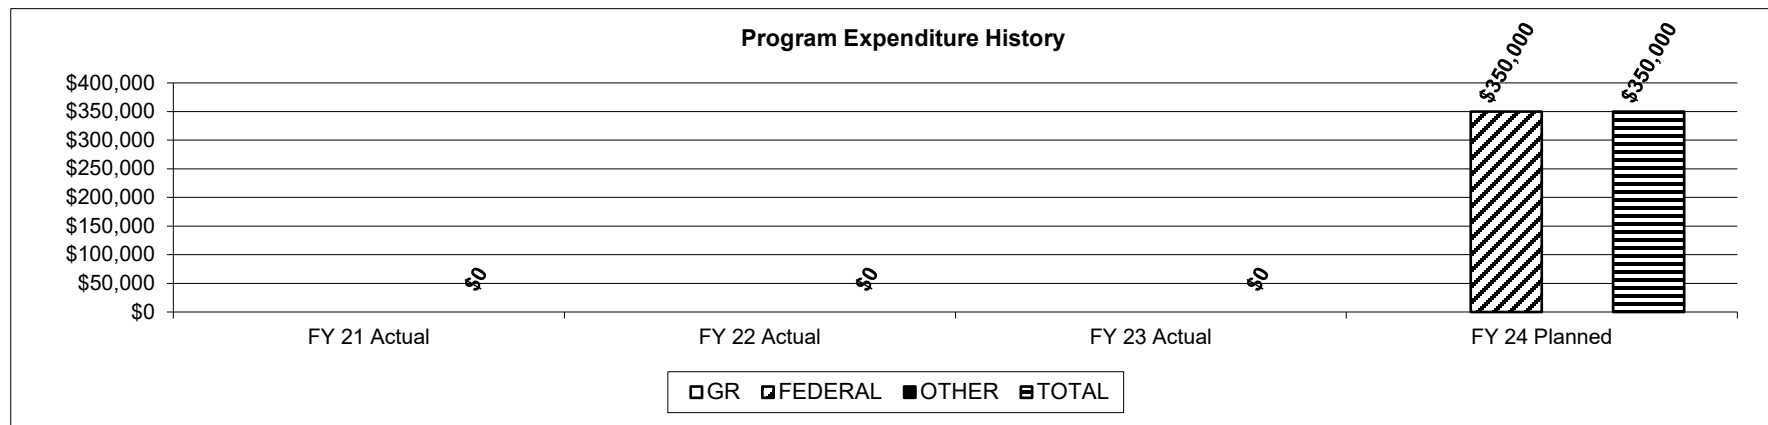 Program Expenditure History
$350,000
$350,000
$400,000
$350,000
$300,000
$250,000
$200,000
$150,000
$100,000
$50,000
$0
$0
$0
$0
FY 21 Actual
FY 22 Actual
FY 23 Actual
FY 24 Planned
GR FEDERAL OTHER TOTAL